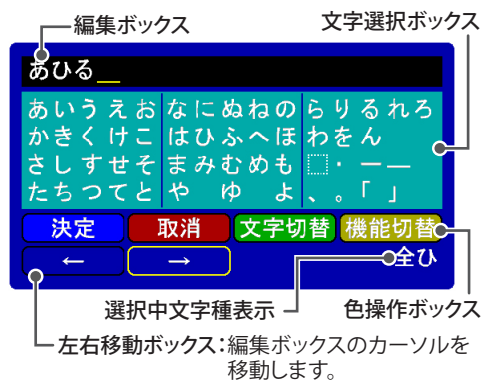 編集ボックス
文字選択ボックス
あひる＿
あいうえお なにぬねの らりるれろ
かきくけこ はひふへほ わをん
さしすせそ まみむめも ・ー―
たちつてと や ゆ よ 、。「 」
決定 取消 文字切替 機能切替
← → 全ひ
選択中文字種表示
色操作ボックス
左右移動ボックス：編集ボックスのカーソルを
移動します。